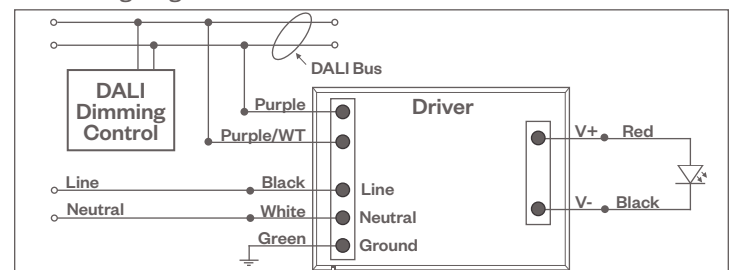 DALI Bus
DALI
Dimming
Control
Purple
Driver
Purple/WT
V+ Red
Line Black Line
Neutral White Neutral
V- Black
Green Ground